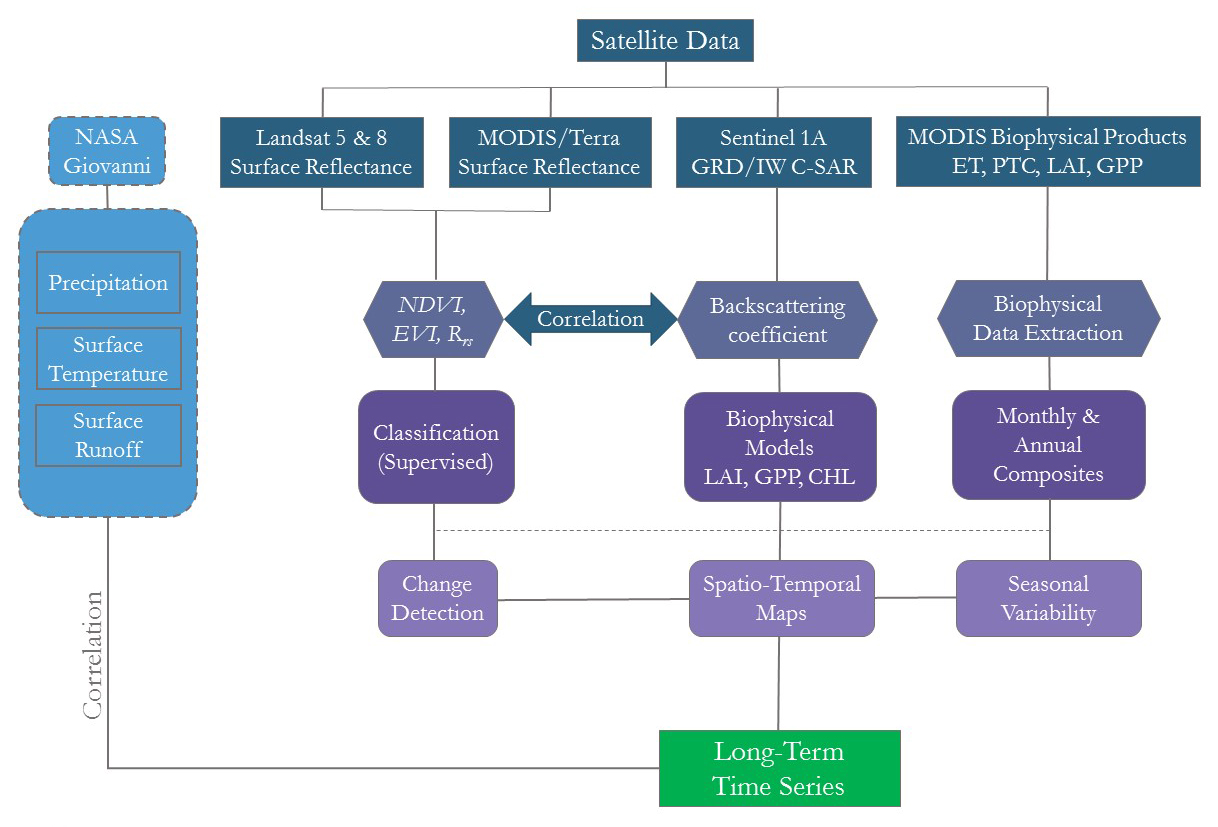 Satellite Data
NASA
Giovanni
Landsat 5 & 8
Surface Reflectance
MODIS/Terra
Surface Reflectance
Sentinel 1A
GRD/IW C-SAR
MODIS Biophysical Products
ET, PTC, LAI, GPP
Precipitation
Surface
Temperature
Surface
Runoff
NDVI,
EVI, Rrs
Correlation
Backscattering
coefficient
Biophysical
Data Extraction
Classification
(Supervised)
Biophysical
Models
LAI, GPP, CHL
Monthly &
Annual
Composites
Change
Detection
Spatio-Temporal
Maps
Seasonal
Variability
Correlation
Long-Term
Time Series